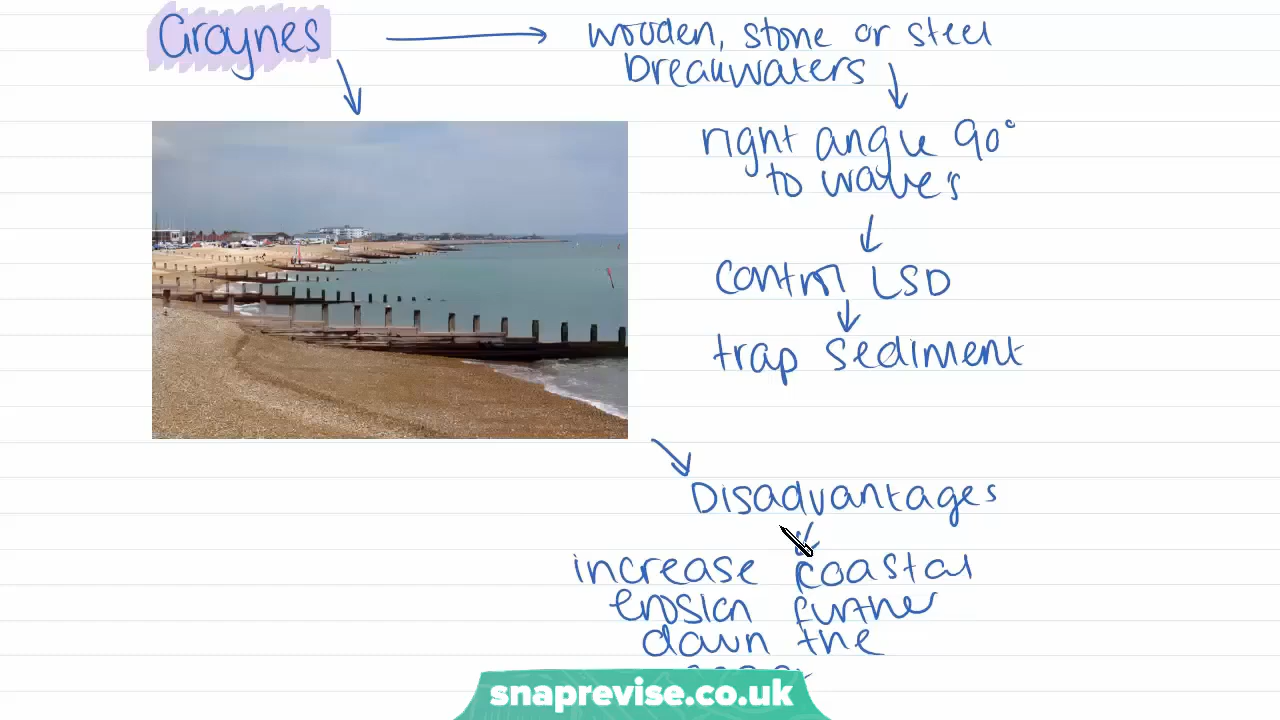 Groynes
wooden, stone or steel
breakwaters
right angle 90°
to waves
control LSD
trap sediment
Disadvantages
increase coastal
erosion further
down the
snaprevise.co.uk